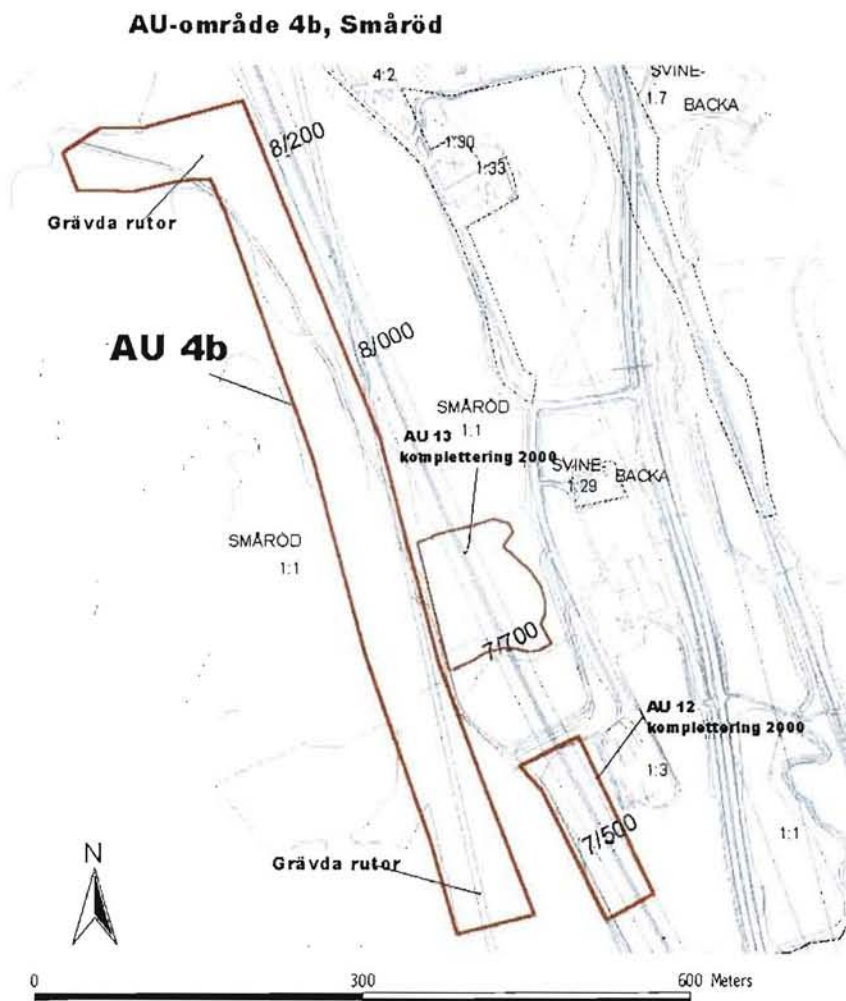 AU-område 4b, Småröd
SVINE-
1:7
BACKA
4:2
8/200
1:90
1:33
Grävda rutor
8/000
AU 4b
SMÅRÖD
1:1
AU 13
komplettering 2000
SVINE-
BACKA
1:29
SMÅRÖD
1:1
7/700
AU 12
komplettering 2000
1:3
7/500
1:1
N
Grävda rutor
0
300
600 Meters